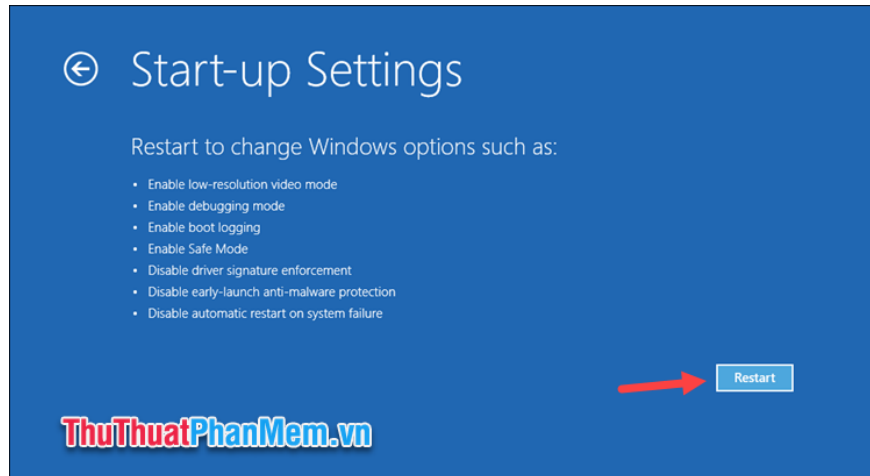 Start-up Settings
Restart to change Windows options such as:
• Enable low-resolution video mode
• Enable debugging mode
• Enable boot logging
• Enable Safe Mode
• Disable driver signature enforcement
• Disable early-launch anti-malware protection
• Disable automatic restart on system failure
Restart
ThuThuatPhanMem.vn